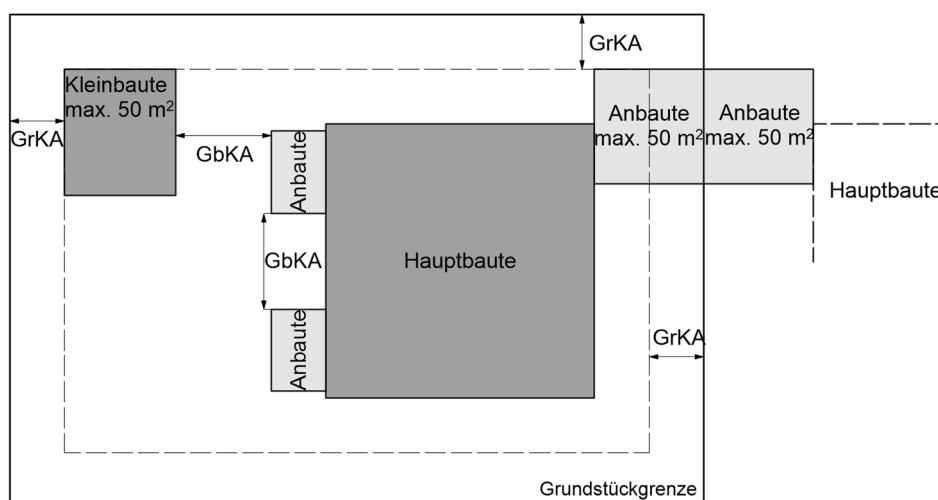 GrKA
Kleinbaute
max. 50 m²
GrKA
GbKA
Anbaute
Anbaute
max. 50 m²
Anbaute
max. 50 m²
Hauptbaute
GbKA
Hauptbaute
Anbaute
GrKA
Grundstückgrenze